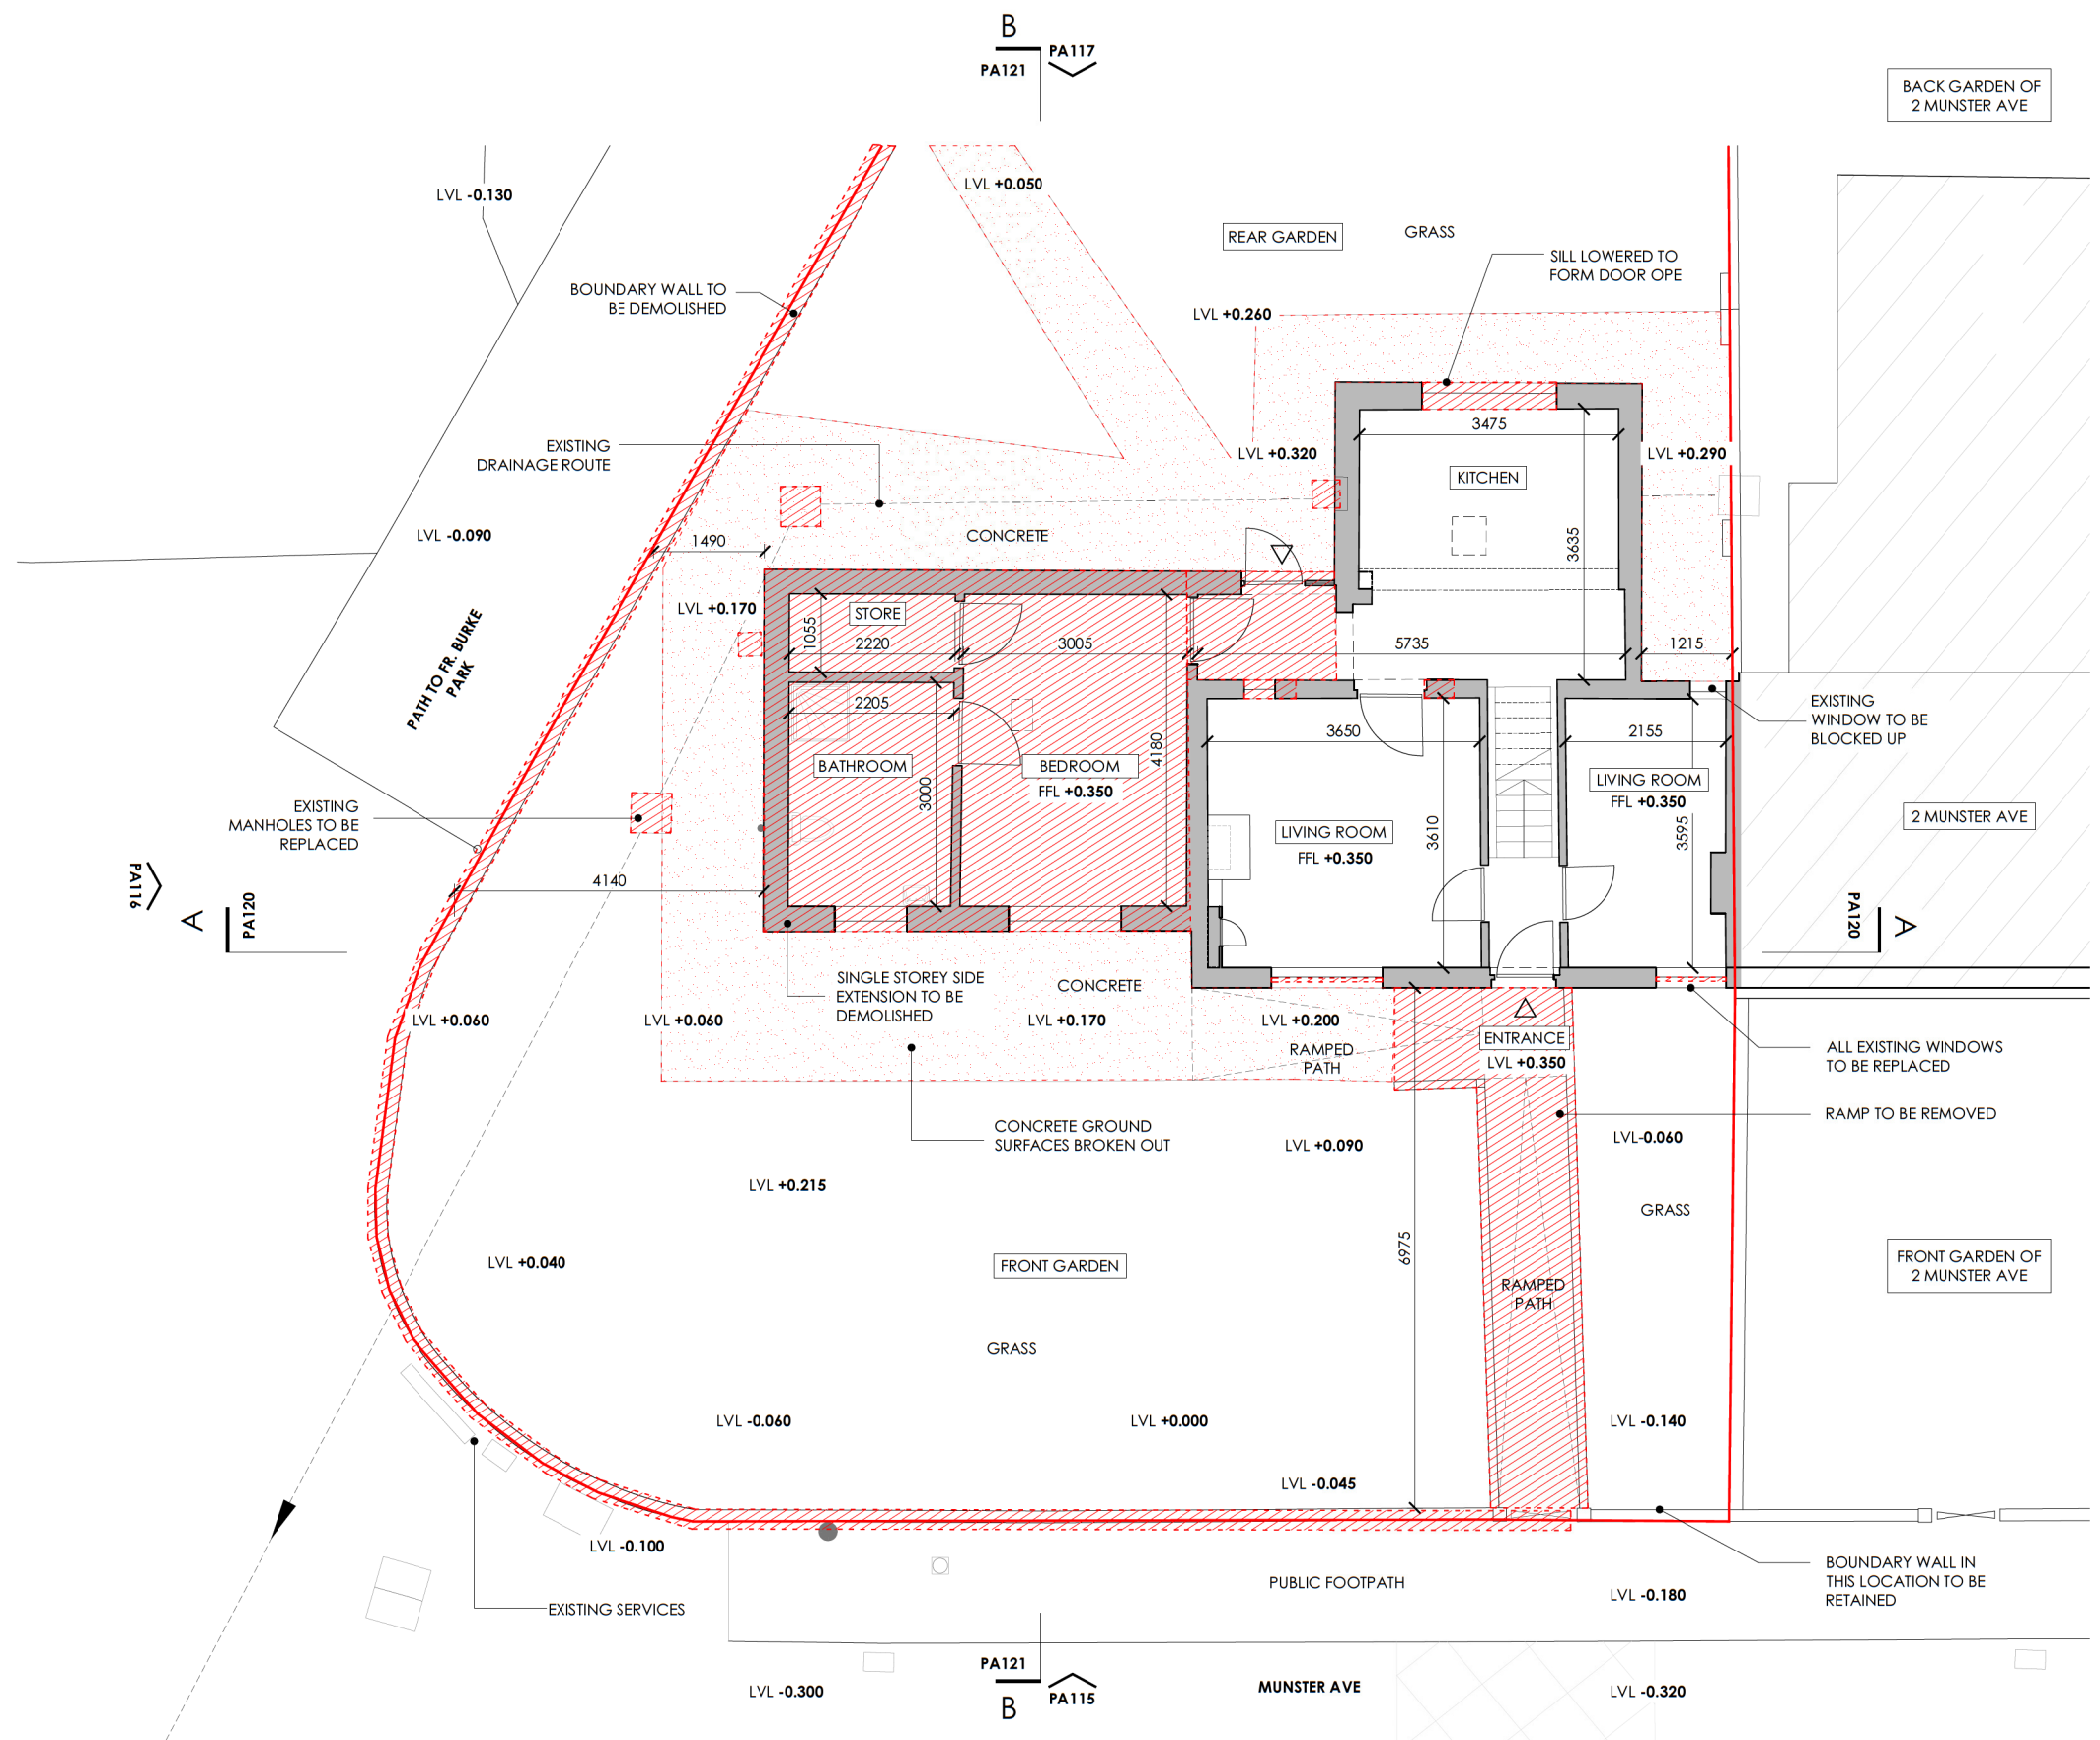 B
PA117
PA121
BACK GARDEN OF
2 MUNSTER AVE
LVL -0.130
LVL +0.050
REAR GARDEN
GRASS
SILL LOWERED TO
FORM DOOR OPE
BOUNDARY WALL TO
BE DEMOLISHED
LVL +0.260
EXISTING
DRAINAGE ROUTE
3475
LVL +0.320
LVL +0.290
KITCHEN
LVL -0.090
CONCRETE
1490
3635
LVL +0.170
STORE
1055
2220
3005
5735
1215
PATH TO FR. BURKE
PARK
2205
3650
2155
EXISTING
WINDOW TO BE
BLOCKED UP
BATHROOM
BEDROOM
FFL +0.350
4180
3000
LIVING ROOM
FFL +0.350
LIVING ROOM
FFL +0.350
3610
3595
2 MUNSTER AVE
EXISTING
MANHOLES TO BE
REPLACED
PA116
A
PA120
4140
PA120
A
SINGLE STOREY SIDE
EXTENSION TO BE
DEMOLISHED
CONCRETE
LVL +0.060
LVL +0.060
LVL +0.170
LVL +0.200
RAMPED
PATH
ENTRANCE
LVL +0.350
ALL EXISTING WINDOWS
TO BE REPLACED
RAMP TO BE REMOVED
CONCRETE GROUND
SURFACES BROKEN OUT
LVL +0.090
LVL-0.060
LVL +0.215
GRASS
6975
LVL +0.040
FRONT GARDEN
RAMPED
PATH
FRONT GARDEN OF
2 MUNSTER AVE
GRASS
LVL -0.060
LVL +0.000
LVL -0.140
LVL -0.045
LVL -0.100
PUBLIC FOOTPATH
LVL -0.180
BOUNDARY WALL IN
THIS LOCATION TO BE
RETAINED
EXISTING SERVICES
PA121
B
PA115
LVL -0.300
MUNSTER AVE
LVL -0.320